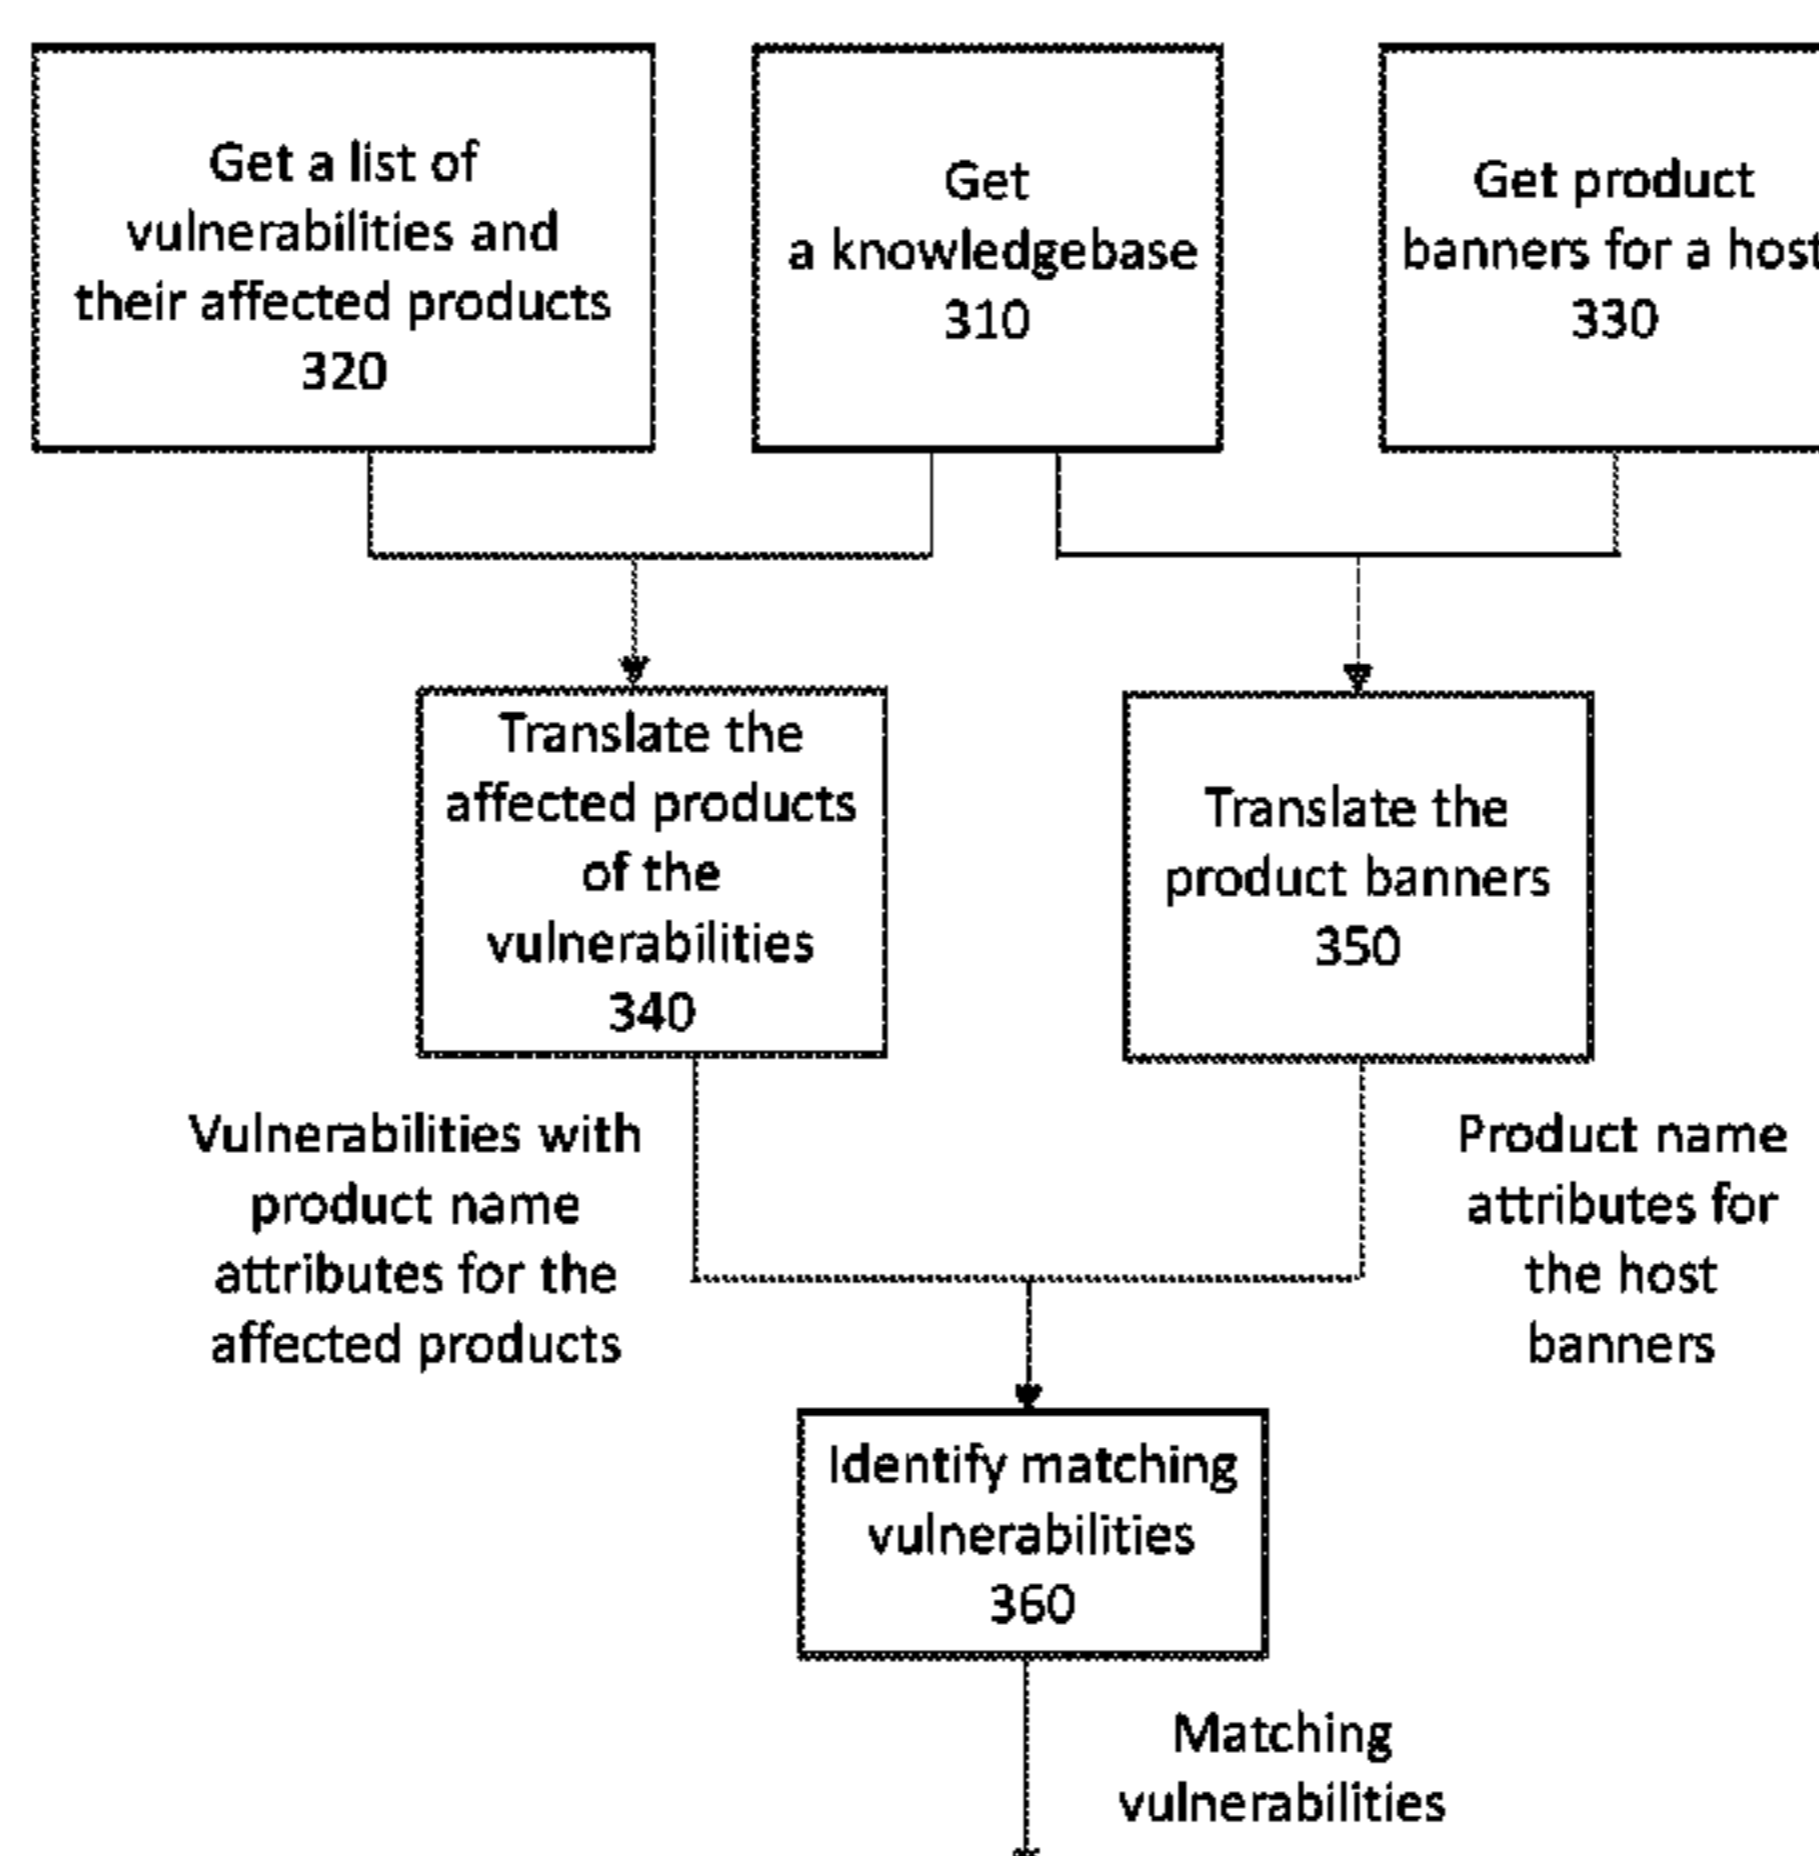 Get a list of
vulnerabilities and
their affected products
320
Get
a knowledgebase
310
Get product
banners for a host
330
Translate the
affected products
of the
vulnerabilities
340
Translate the
product banners
350
Vulnerabilities with
product name
attributes for the
affected products
Product name
attributes for
the host
banners
Identify matching
vulnerabilities
360
Matching
vulnerabilities